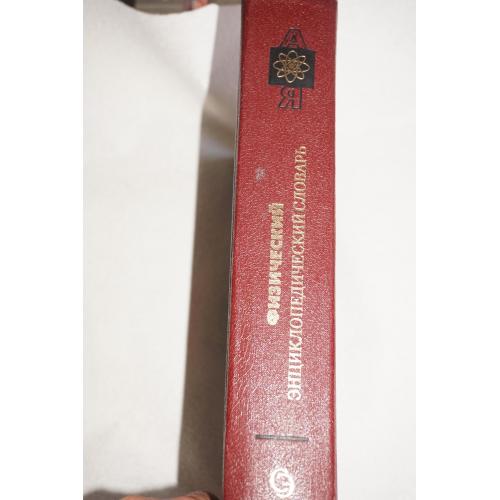 А
Я
ФИЗИЧЕСКИЙ
ЭНЦИКЛОПЕДИЧЕСКИЙ СЛОВАРЬ